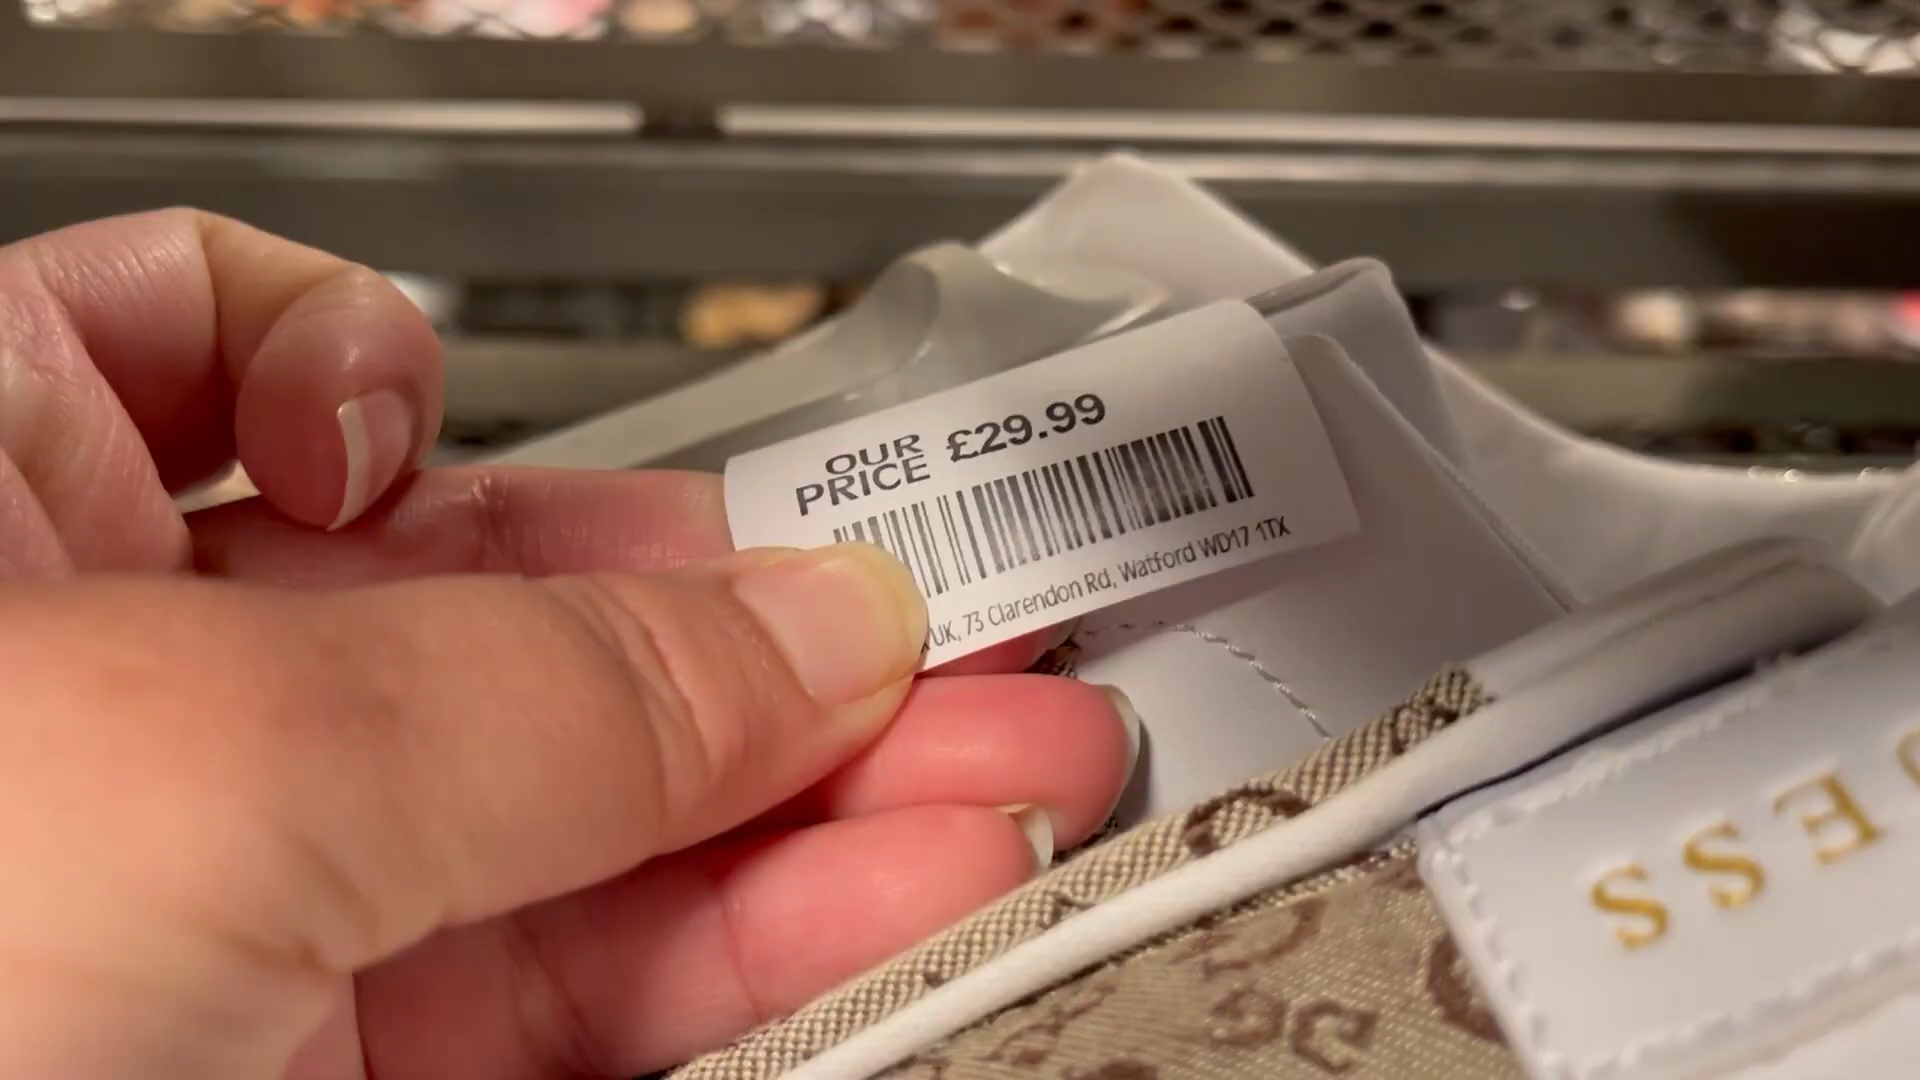 OUR
PRICE £29.99
UK, 73 Clarendon Rd, Watford WD17 1TX
ESS